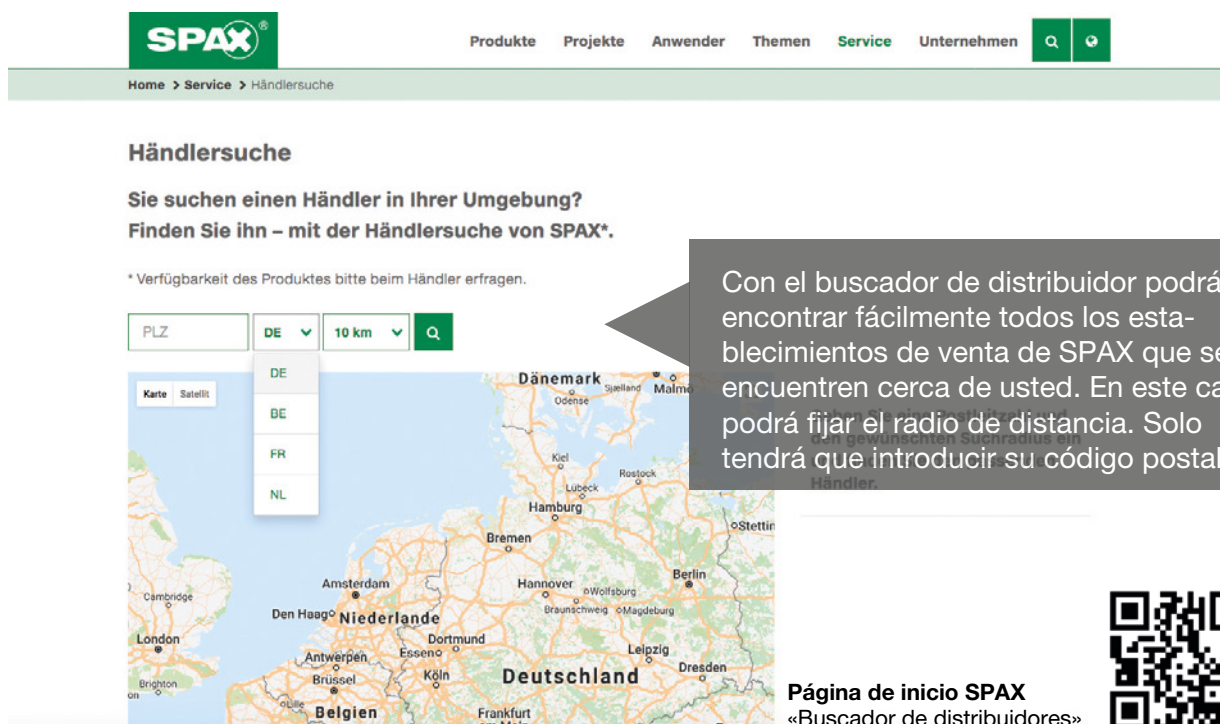 SPAX®
Produkte Projekte Anwender Themen Service Unternehmen
Home > Service > Händlersuche
Händlersuche
Sie suchen einen Händler in Ihrer Umgebung?
Finden Sie ihn – mit der Händlersuche von SPAX*.
* Verfügbarkeit des Produktes bitte beim Händler erfragen.
PLZ DE 10 km
DE
BE
FR
NL
Con el buscador de distribuidor podrá
encontrar fácilmente todos los esta-
blecimientos de venta de SPAX que se
encuentren cerca de usted. En este ca
podrá fijar el radio de distancia. Solo
tendrá que introducir su código postal
den gewünschten Suchradius ein
Händler.
Karte Satellit
Dänemark
Sjælland Malmö
Odense
Kiel
Rostock
Lübeck
Hamburg
Stettin
Bremen
Berlin
Amsterdam
Hannover
Wolfsburg
Cambridge
Braunschweig Magdeburg
Den Haag Niederlande
London
Dortmund
Essen
Leipzig
Antwerpen
Dresden
Brighton
Brüssel
Köln
Deutschland
Lille
Belgien
Frankfurt
Página de inicio SPAX
«Buscador de distribuidores»